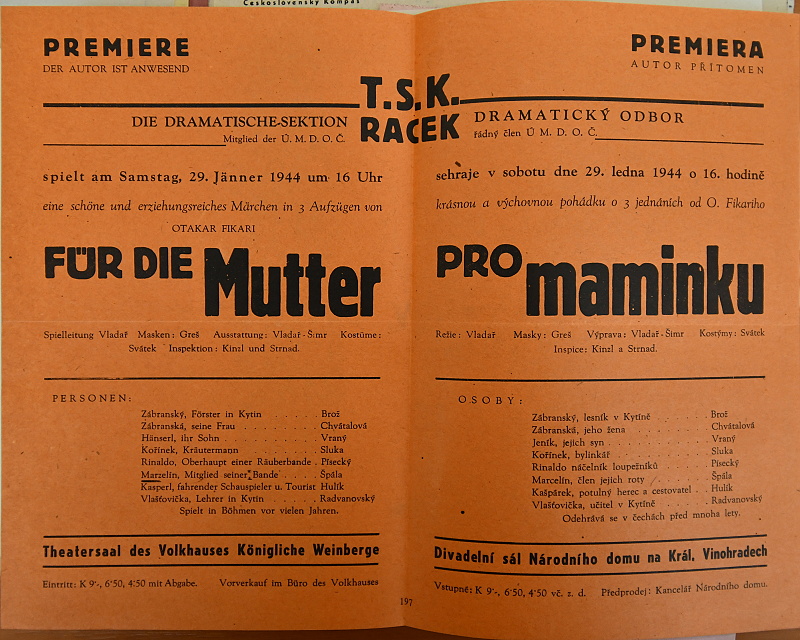 Československý Kompas
PREMIERE
DER AUTOR IST ANWESEND
T.S.K.
RACEK
DIE DRAMATISCHE-SEKTION
Mitglied der Ú. M. D. O. Č.
spielt am Samstag, 29. Jänner 1944 um 16 Uhr
eine schöne und erziehungsreiches Märchen in 3 Aufzügen von
OTAKAR FIKARI
FÜR DIE Mutter
Spielleitung Vladař Masken: Greš Ausstattung: Vladař-Šimr Kostüme:
Svátek Inspektion: Kinzl und Strnad.
PERSONEN:
Zábranský, Förster in Kytin . . . . . Brož
Zábranská, seine Frau . . . . . . . . Chvátalová
Hänserl, ihr Sohn . . . . . . . . . . Vraný
Kořínek, Kräutermann . . . . . . . . Sluka
Rinaldo, Oberhaupt einer Räuberbande . Písecký
Marzelin, Mitglied seiner Bande . . . . Špála
Kasperl, fahrender Schauspieler u. Tourist Hulík
Vlašťovička, Lehrer in Kytin . . . . . Radvanovský
Spielt in Böhmen vor vielen Jahren.
Theatersaal des Volkhauses Königliche Weinberge
Eintritt: K 9·-, 6·50, 4·50 mit Abgabe. Vorverkauf im Büro des Volkhauses
PREMIERA
AUTOR PŘÍTOMEN
DRAMATICKÝ ODBOR
řádný člen Ú M. D. O. Č.
sehraje v sobotu dne 29. ledna 1944 o 16. hodině
krásnou a výchovnou pohádku o 3 jednáních od O. Fikariho
PRO maminku
Režie: Vladař Masky: Greš Výprava: Vladař-Šimr Kostýmy: Svátek
Inspice: Kinzl a Strnad.
OSOBY:
Zábranský, lesník v Kytíně . . . . . Brož
Zábranská, jeho žena . . . . . . . . Chvátalová
Jeník, jejich syn . . . . . . . . . . Vraný
Kořínek, bylinkář . . . . . . . . . . Sluka
Rinaldo náčelník loupežníků . . . . . Písecký
Marcelín, člen jejich roty . . . . . . Špála
Kašpárek, potulný herec a cestovatel . . Hulík
Vlašťovička, učitel v Kytíně . . . . . Radvanovský
Odehrává se v čechách před mnoha lety.
Divadelní sál Národního domu na Král. Vinohradech
Vstupné: K 9·-, 6·50, 4·50 vč. z. d. Předprodej: Kancelář Národního domu.
197